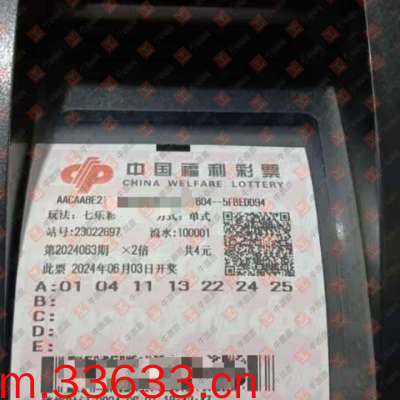 中国福利彩票
CHINA WELFARE LOTTERY
AACAABE2 604--5FBED094
玩法：七乐彩 方式：单式
站号：23022697 流水：100001
第2024063期 ×2倍 共4元
此票 2024年06月03日开奖
A:01 04 11 13 22 24 25
B:
C:
D:
E:
m.33633.cn